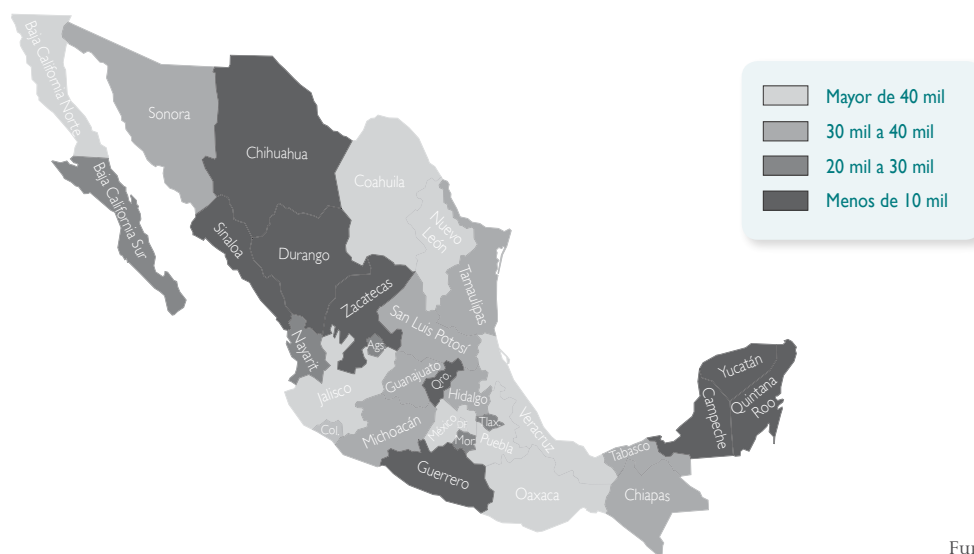 Baja California Norte
Sonora
Chihuahua
Coahuila
Baja California Sur
Nuevo
León
Sinaloa
Durango
Tamaulipas
Zacatecas
San Luis Potosí
Nayarit
Ags.
Guanajuato
Qro.
Jalisco
Hidalgo
Col.
Michoacán
México
DF
Tlax.
Mor.
Puebla
Veracruz
Guerrero
Oaxaca
Tabasco
Chiapas
Campeche
Yucatán
Quintana
Roo
Mayor de 40 mil
30 mil a 40 mil
20 mil a 30 mil
Menos de 10 mil